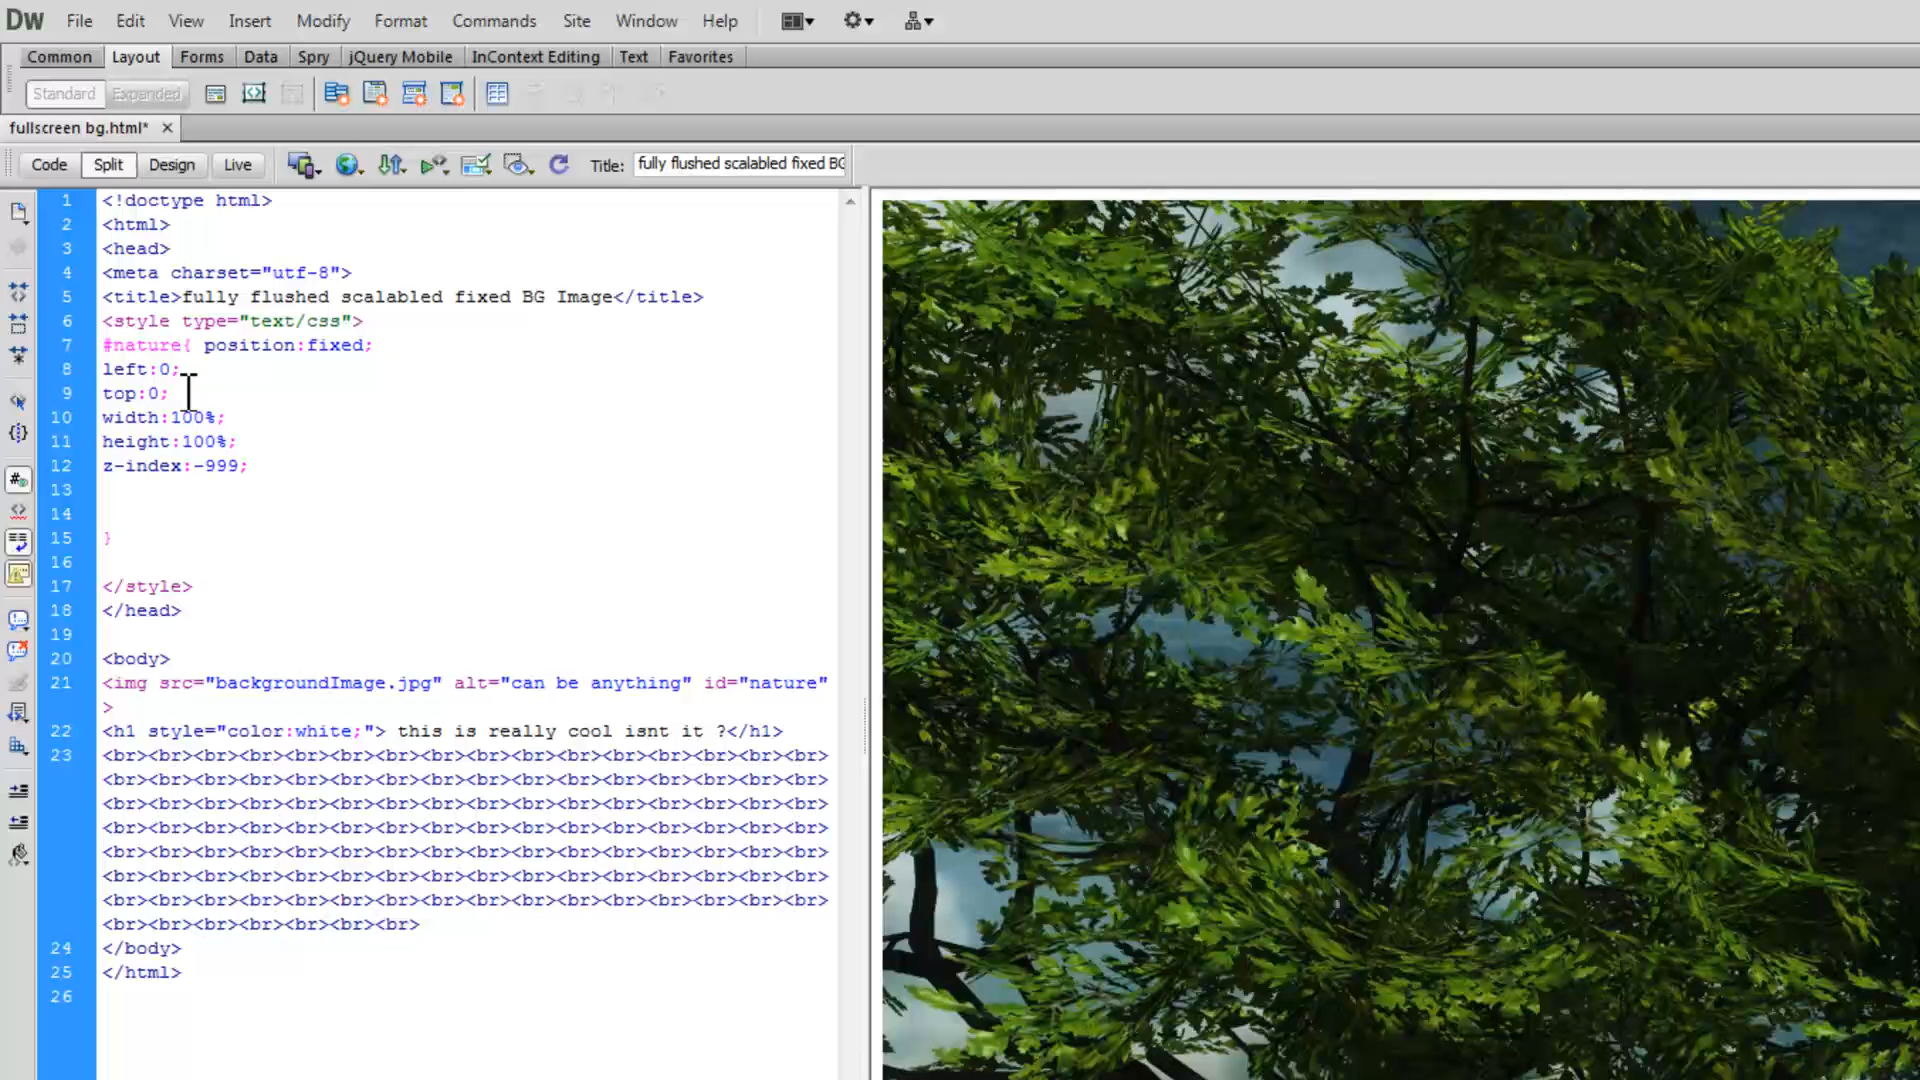 DW File Edit View Insert Modify Format Commands Site Window Help
Common Layout Forms Data Spry jQuery Mobile InContext Editing Text Favorites
Standard Expanded
fullscreen bg.html*
Code Split Design Live Title: fully flushed scalabled fixed BG
1 <!doctype html>
2 <html>
3 <head>
4 <meta charset="utf-8">
5 <title>fully flushed scalabled fixed BG Image</title>
6 <style type="text/css">
7 #nature{ position:fixed;
8 left:0;
9 top:0;
10 width:100%;
11 height:100%;
12 z-index:-999;
13
14
15 }
16
17 </style>
18 </head>
19
20 <body>
21 <img src="backgroundImage.jpg" alt="can be anything" id="nature"
>
22 <h1 style="color:white;"> this is really cool isnt it ?</h1>
23 <br><br><br><br><br><br><br><br><br><br><br><br><br><br><br><br>
<br><br><br><br><br><br><br><br><br><br><br><br><br><br><br><br>
<br><br><br><br><br><br><br><br><br><br><br><br><br><br><br><br>
<br><br><br><br><br><br><br><br><br><br><br><br><br><br><br><br>
<br><br><br><br><br><br><br><br><br><br><br><br><br><br><br><br>
<br><br><br><br><br><br><br><br><br><br><br><br><br><br><br><br>
<br><br><br><br><br><br><br><br><br><br><br><br><br><br><br><br>
<br><br><br><br><br><br><br>
24 </body>
25 </html>
26